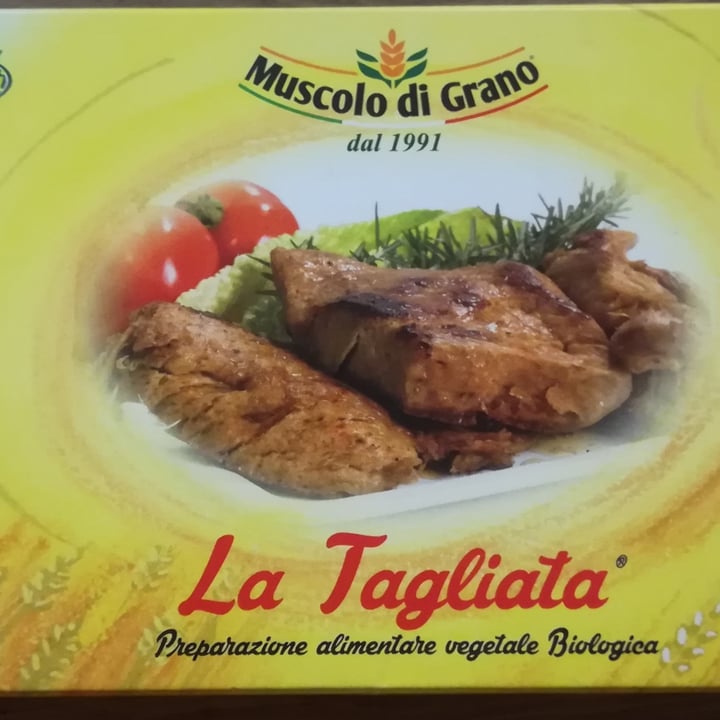 Muscolo di Grano®
dal 1991
La Tagliata®
Preparazione alimentare vegetale Biologica